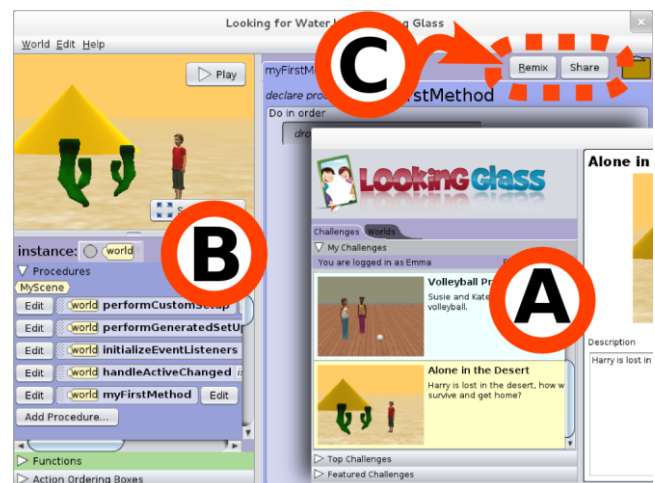 Looking for Water
ng Glass
World Edit Help
C
Play
Remix
Share
declare
stMethod
Do in order
LOOKING GLASS
Alone in
Challenges
Worlds
My Challenges
You are logged in as Emma
instance:
world
B
A
Procedures
MyScene
Edit
world performCustomSetup
Edit
world performGeneratedSetU
Edit
world initializeEventListeners
Edit
world handleActiveChanged
Edit
world myFirstMethod
Edit
Add Procedure...
Functions
Action Ordering Boxes
Volleyball
Susie and Kate
volleyball.
Alone in the Desert
Harry is lost in the desert, how w
survive and get home?
Top Challenges
Featured Challenges
Description
Harry is lost in